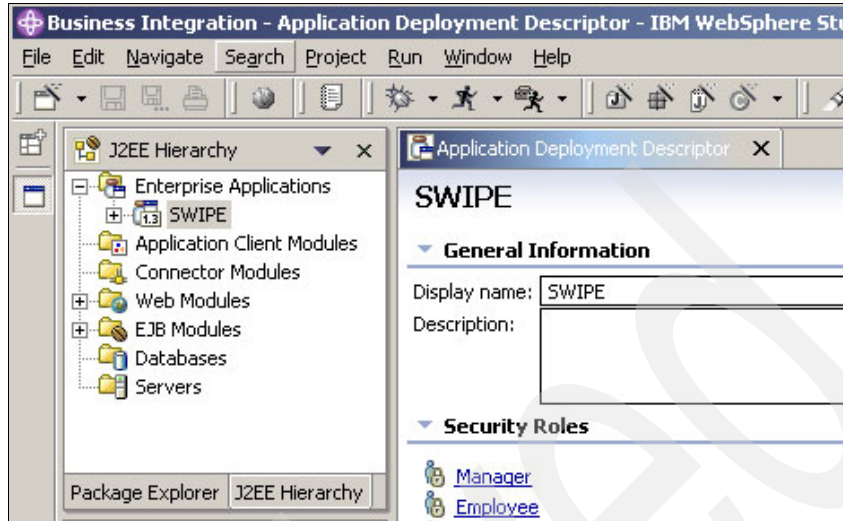 Business Integration - Application Deployment Descriptor - IBM WebSphere Stu
File Edit Navigate Search Project Run Window Help
J2EE Hierarchy
Enterprise Applications
1.3 SWIPE
Application Client Modules
Connector Modules
Web Modules
EJB Modules
Databases
Servers
Package Explorer J2EE Hierarchy
Application Deployment Descriptor
SWIPE
General Information
Display name: SWIPE
Description:
Security Roles
Manager
Employee